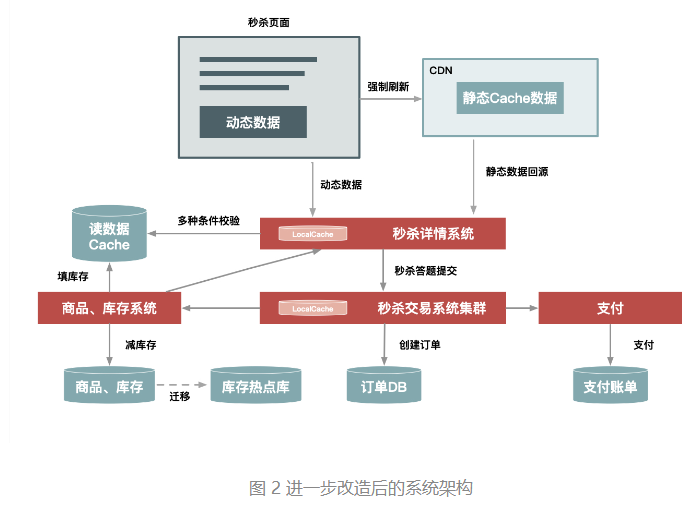 秒杀页面
动态数据
强制刷新
CDN
静态Cache数据
动态数据
静态数据回源
读数据
Cache
多种条件校验
LocalCache
秒杀详情系统
填库存
秒杀答题提交
商品、库存系统
LocalCache
秒杀交易系统集群
支付
减库存
创建订单
支付
商品、库存
迁移
库存热点库
订单DB
支付账单
图 2 进一步改造后的系统架构